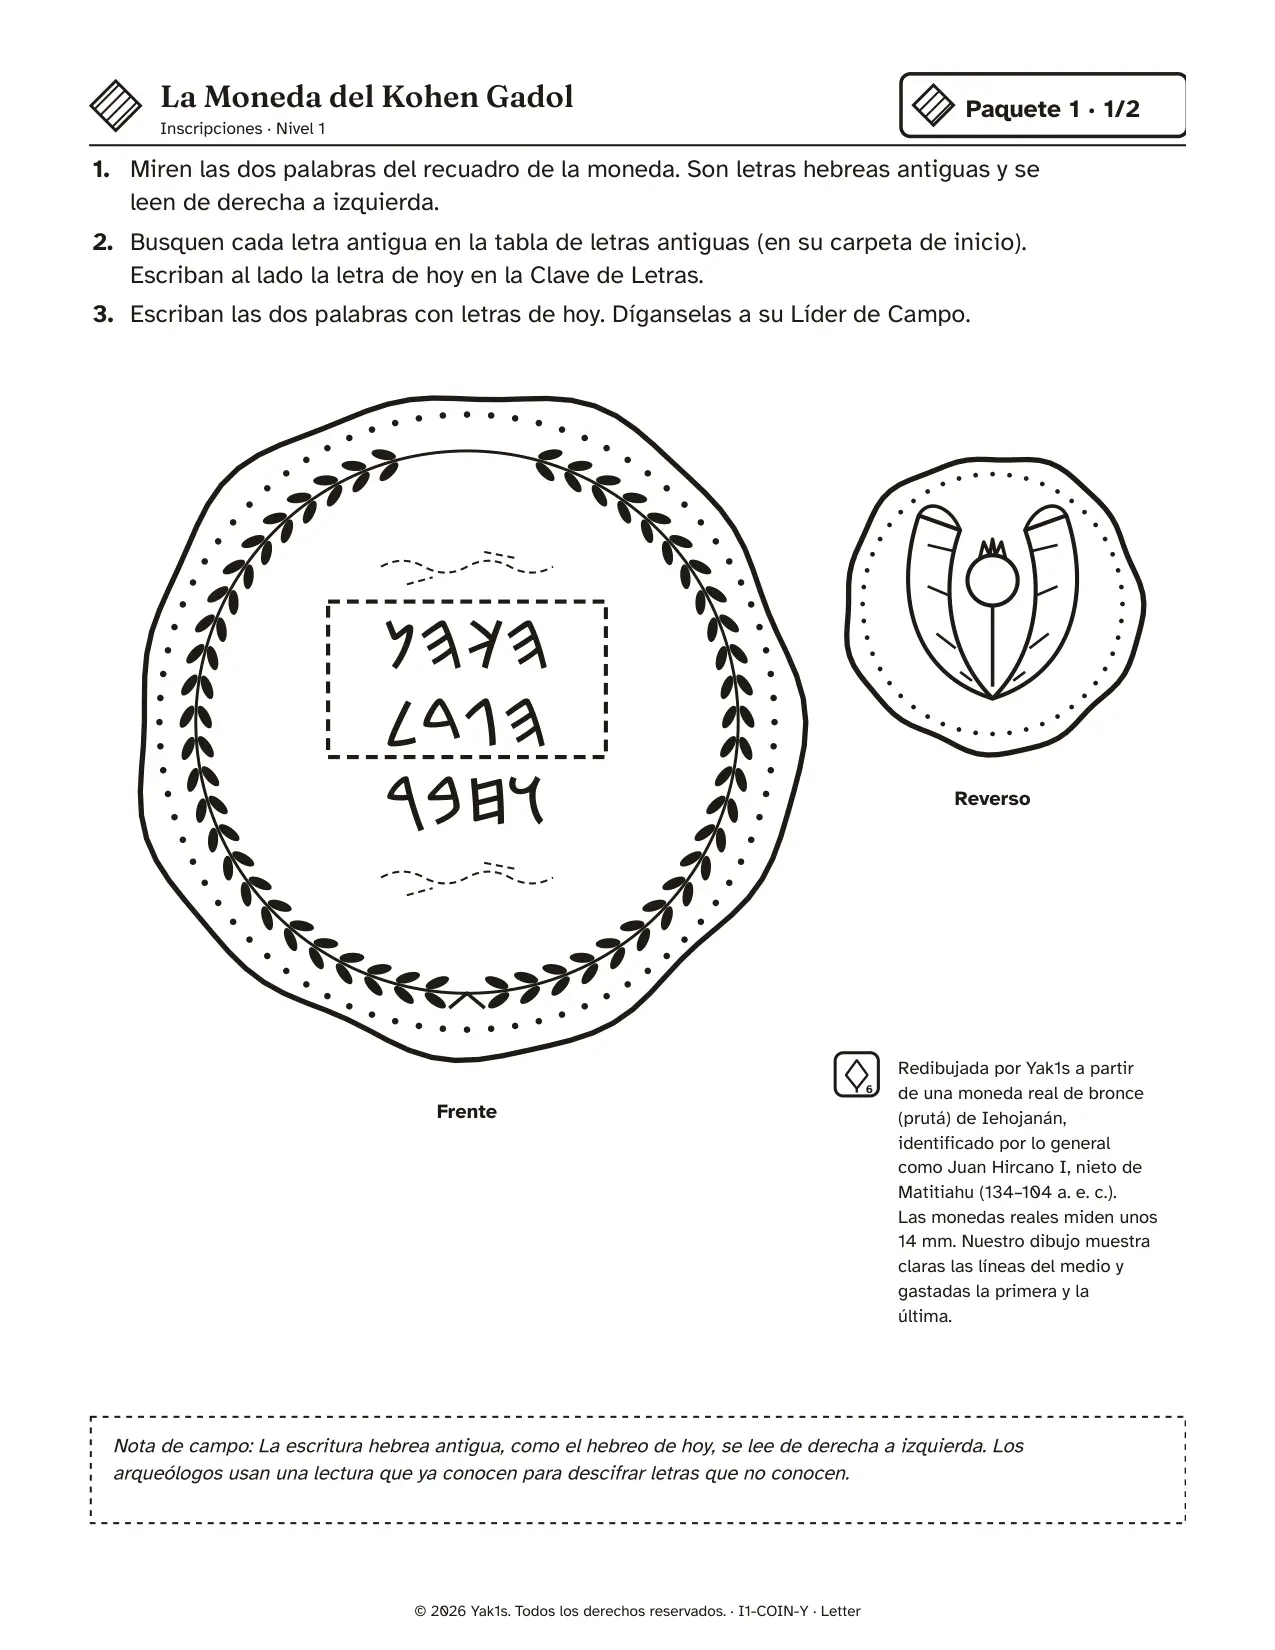 La Moneda del Kohen Gadol
Inscripciones · Nivel 1
Paquete 1 · 1/2
1. Miren las dos palabras del recuadro de la moneda. Son letras hebreas antiguas y se
leen de derecha a izquierda.
2. Busquen cada letra antigua en la tabla de letras antiguas (en su carpeta de inicio).
Escriban al lado la letra de hoy en la Clave de Letras.
3. Escriban las dos palabras con letras de hoy. Díganselas a su Líder de Campo.
𐤄𐤊𐤄𐤍
𐤄𐤂𐤃𐤋
𐤅𐤇𐤁𐤓
Frente
Reverso
6
Redibujada por Yak1s a partir
de una moneda real de bronce
(prutá) de Iehojanán,
identificado por lo general
como Juan Hircano I, nieto de
Matitiahu (134–104 a. e. c.).
Las monedas reales miden unos
14 mm. Nuestro dibujo muestra
claras las líneas del medio y
gastadas la primera y la
última.
Nota de campo: La escritura hebrea antigua, como el hebreo de hoy, se lee de derecha a izquierda. Los
arqueólogos usan una lectura que ya conocen para descifrar letras que no conocen.
© 2026 Yak1s. Todos los derechos reservados. · I1-COIN-Y · Letter